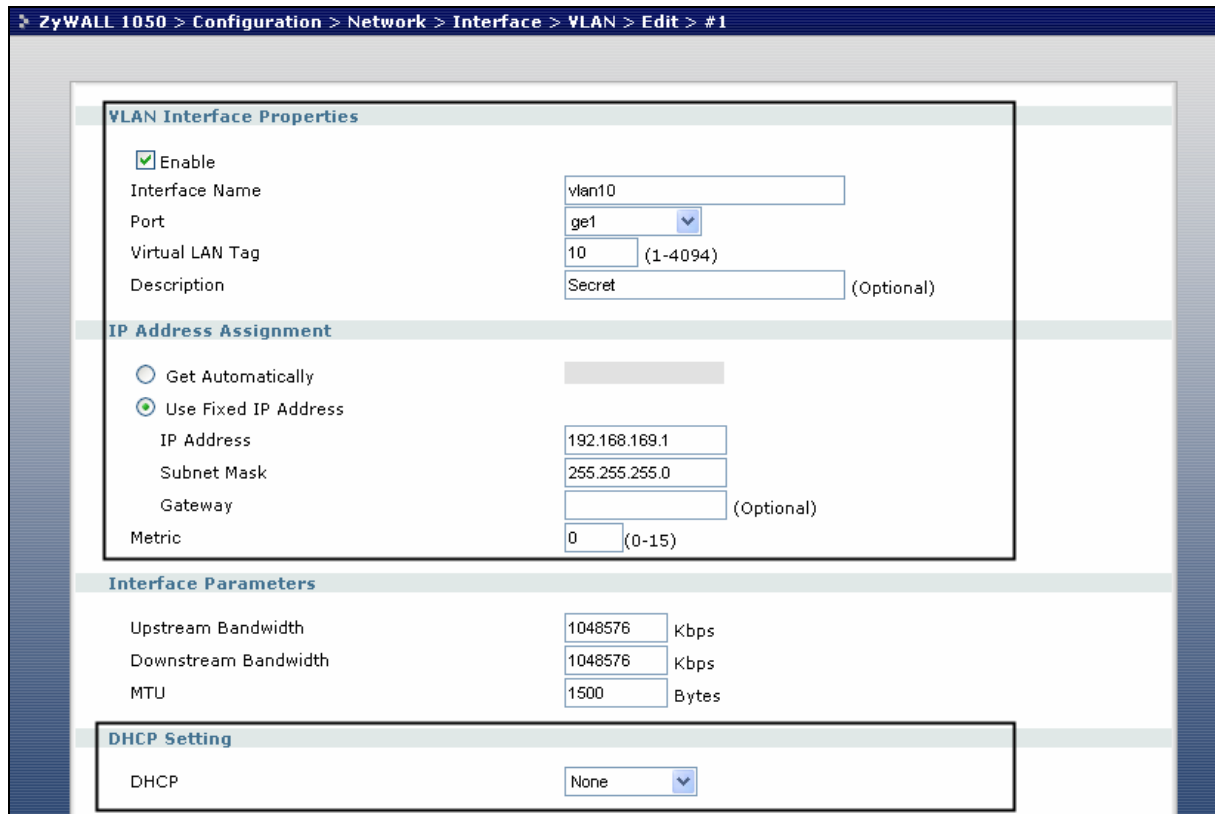 ZyWALL 1050 > Configuration > Network > Interface > VLAN > Edit > #1
VLAN Interface Properties
Enable
Interface Name vlan10
Port ge1
Virtual LAN Tag 10 (1-4094)
Description Secret (Optional)
IP Address Assignment
Get Automatically
Use Fixed IP Address
IP Address 192.168.169.1
Subnet Mask 255.255.255.0
Gateway (Optional)
Metric 0 (0-15)
Interface Parameters
Upstream Bandwidth 1048576 Kbps
Downstream Bandwidth 1048576 Kbps
MTU 1500 Bytes
DHCP Setting
DHCP None